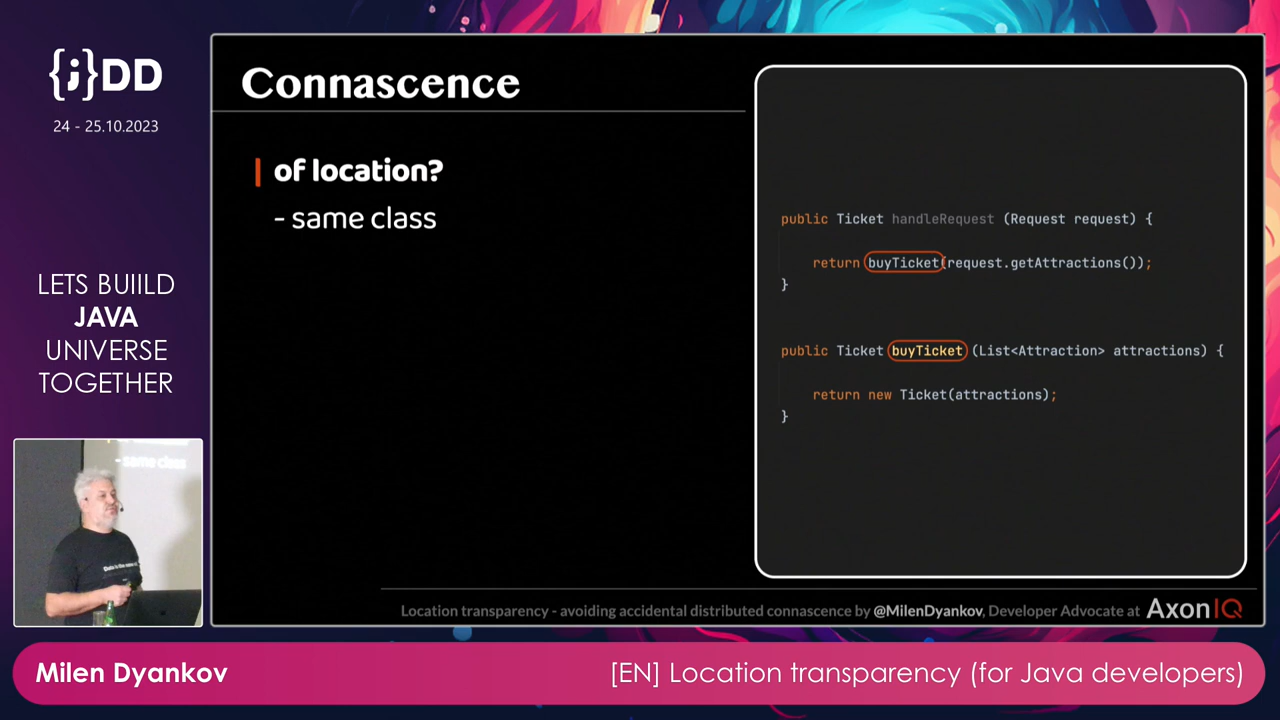 {j}DD
24 - 25.10.2023
LETS BUIILD
JAVA
UNIVERSE
TOGETHER
Connascence
of location?
- same class
public Ticket handleRequest (Request request) {
return buyTicket(request.getAttractions());
}
public Ticket buyTicket (List<Attraction> attractions) {
return new Ticket(attractions);
}
- same class
Location transparency - avoiding accidental distributed connascence by @MilenDyankov, Developer Advocate at AxonIQ
Milen Dyankov
[EN] Location transparency (for Java developers)